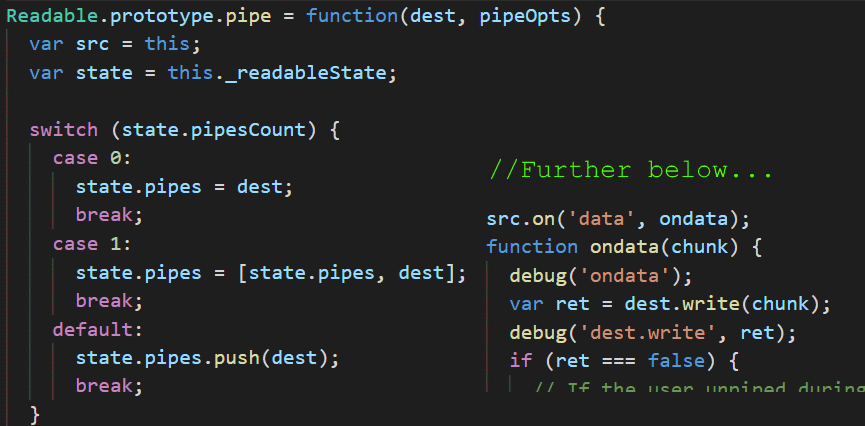 Readable.prototype.pipe = function(dest, pipeOpts) {
var src = this;
var state = this._readableState;
switch (state.pipesCount) {
case 0:
state.pipes = dest;
break;
case 1:
state.pipes = [state.pipes, dest];
break;
default:
state.pipes.push(dest);
break;
}
//Further below...
src.on('data', ondata);
function ondata(chunk) {
debug('ondata');
var ret = dest.write(chunk);
debug('dest.write', ret);
if (ret === false) {
// If the user unpiped during